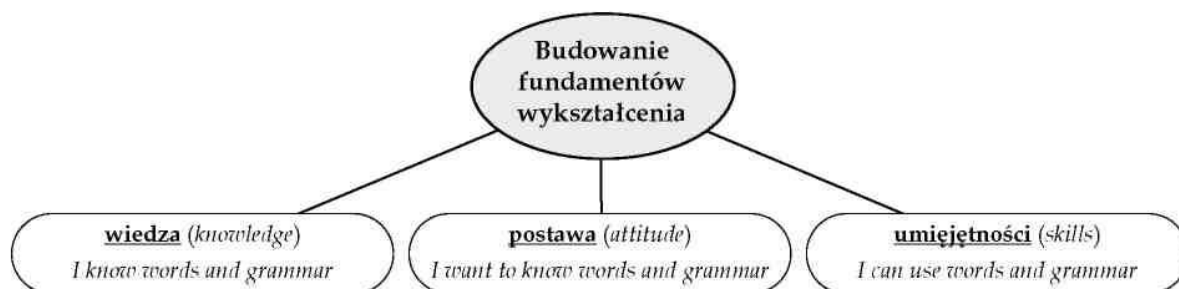 Budowanie
fundamentów
wykształcenia
wiedza (knowledge)
I know words and grammar
postawa (attitude)
I want to know words and grammar
umięjętności (skills)
I can use words and grammar